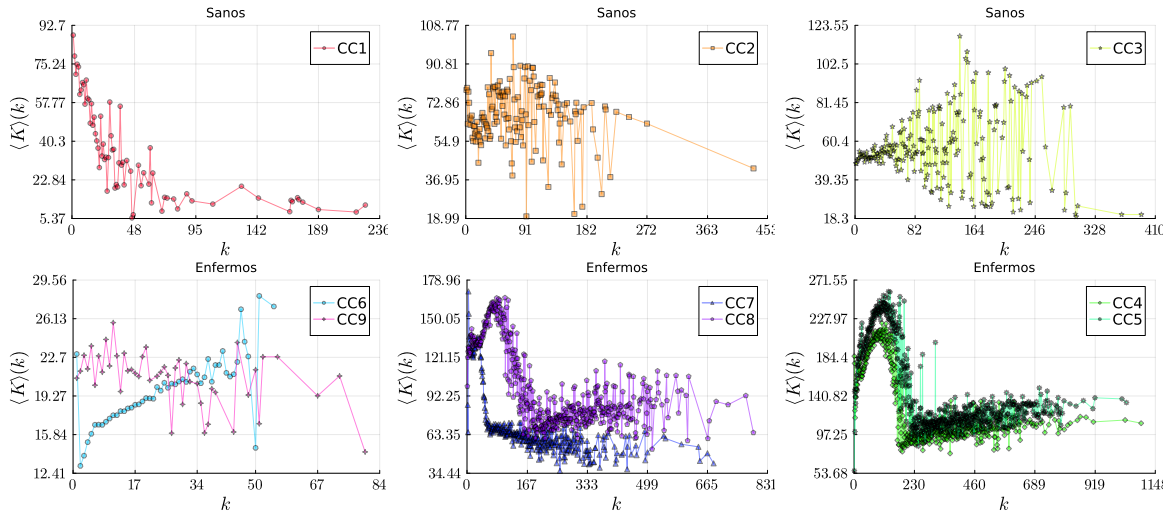 Sanos
92.7
75.24
57.77
40.3
22.84
5.37
⟨K⟩(k)
0
48
95
142
189
236
k
CC1
Sanos
108.77
90.81
72.86
54.9
36.95
18.99
⟨K⟩(k)
0
91
182
272
363
453
k
CC2
Sanos
123.55
102.5
81.45
60.4
39.35
18.3
⟨K⟩(k)
0
82
164
246
328
410
k
CC3
Enfermos
29.56
26.13
22.7
19.27
15.84
12.41
⟨K⟩(k)
0
17
34
50
67
84
k
CC6
CC9
Enfermos
178.96
150.05
121.15
92.25
63.35
34.44
⟨K⟩(k)
0
167
333
499
665
831
k
CC7
CC8
Enfermos
271.55
227.97
184.4
140.82
97.25
53.68
⟨K⟩(k)
0
230
460
689
919
1148
k
CC4
CC5